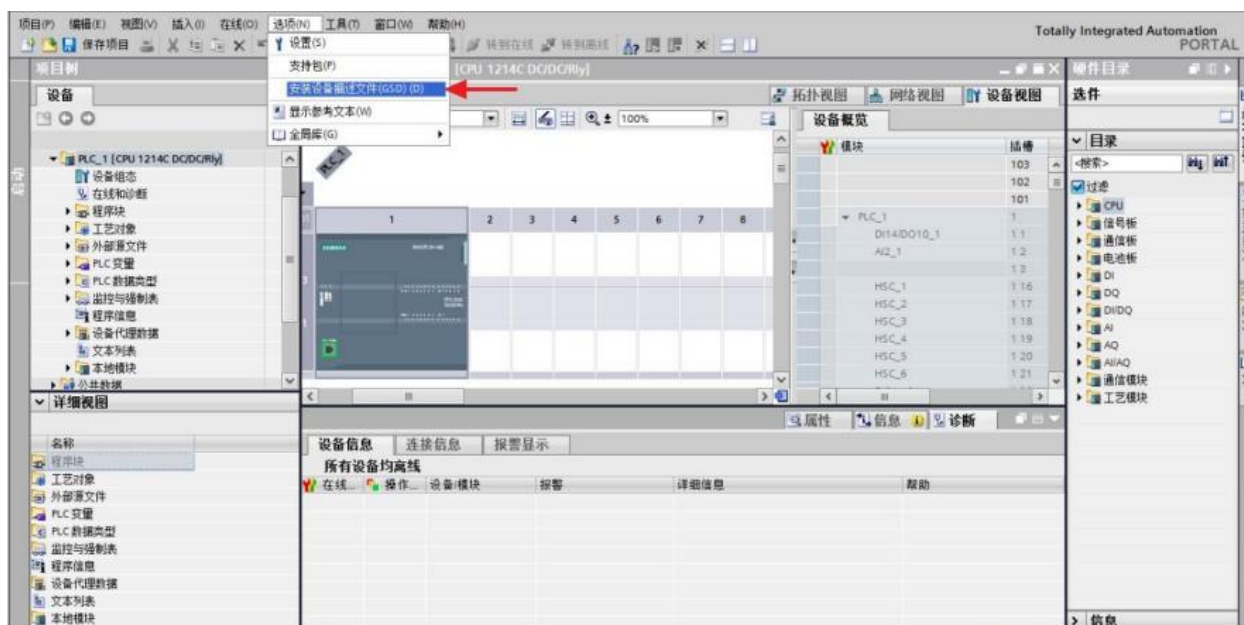 项目(P) 编辑(E) 视图(V) 插入(I) 在线(O) 选项(N) 工具(T) 窗口(W) 帮助(H)
Totally Integrated Automation
PORTAL
保存项目
设置(S)
转到在线 转到离线
支持包(P)
安装设备描述文件(GSD) (D)
显示参考文本(W)
全局库(G)
项目树
[CPU 1214C DC/DC/Rly]
硬件目录
设备
拓扑视图 网络视图 设备视图
选件
100%
设备概览
模块 插槽
103
102
101
PLC_1 1
DI14/DO10_1 1 1
AI2_1 1 2
1 3
HSC_1 1 16
HSC_2 1 17
HSC_3 1 18
HSC_4 1 19
HSC_5 1 20
HSC_6 1 21
PLC_1
1 2 3 4 5 6 7 8
SIEMENS
PLC_1 [CPU 1214C DC/DC/Rly]
设备组态
在线和诊断
程序块
工艺对象
外部源文件
PLC 变量
PLC 数据类型
监控与强制表
程序信息
设备代理数据
文本列表
本地模块
公共数据
目录
<搜索>
过滤
CPU
信号板
通信板
电池板
DI
DQ
DI/DQ
AI
AQ
AI/AQ
通信模块
工艺模块
详细视图
名称
程序块
工艺对象
外部源文件
PLC 变量
PLC 数据类型
监控与强制表
程序信息
设备代理数据
文本列表
本地模块
属性 信息 诊断
设备信息 连接信息 报警显示
所有设备均离线
在线... 操作... 设备/模块 报警 详细信息 帮助
信息